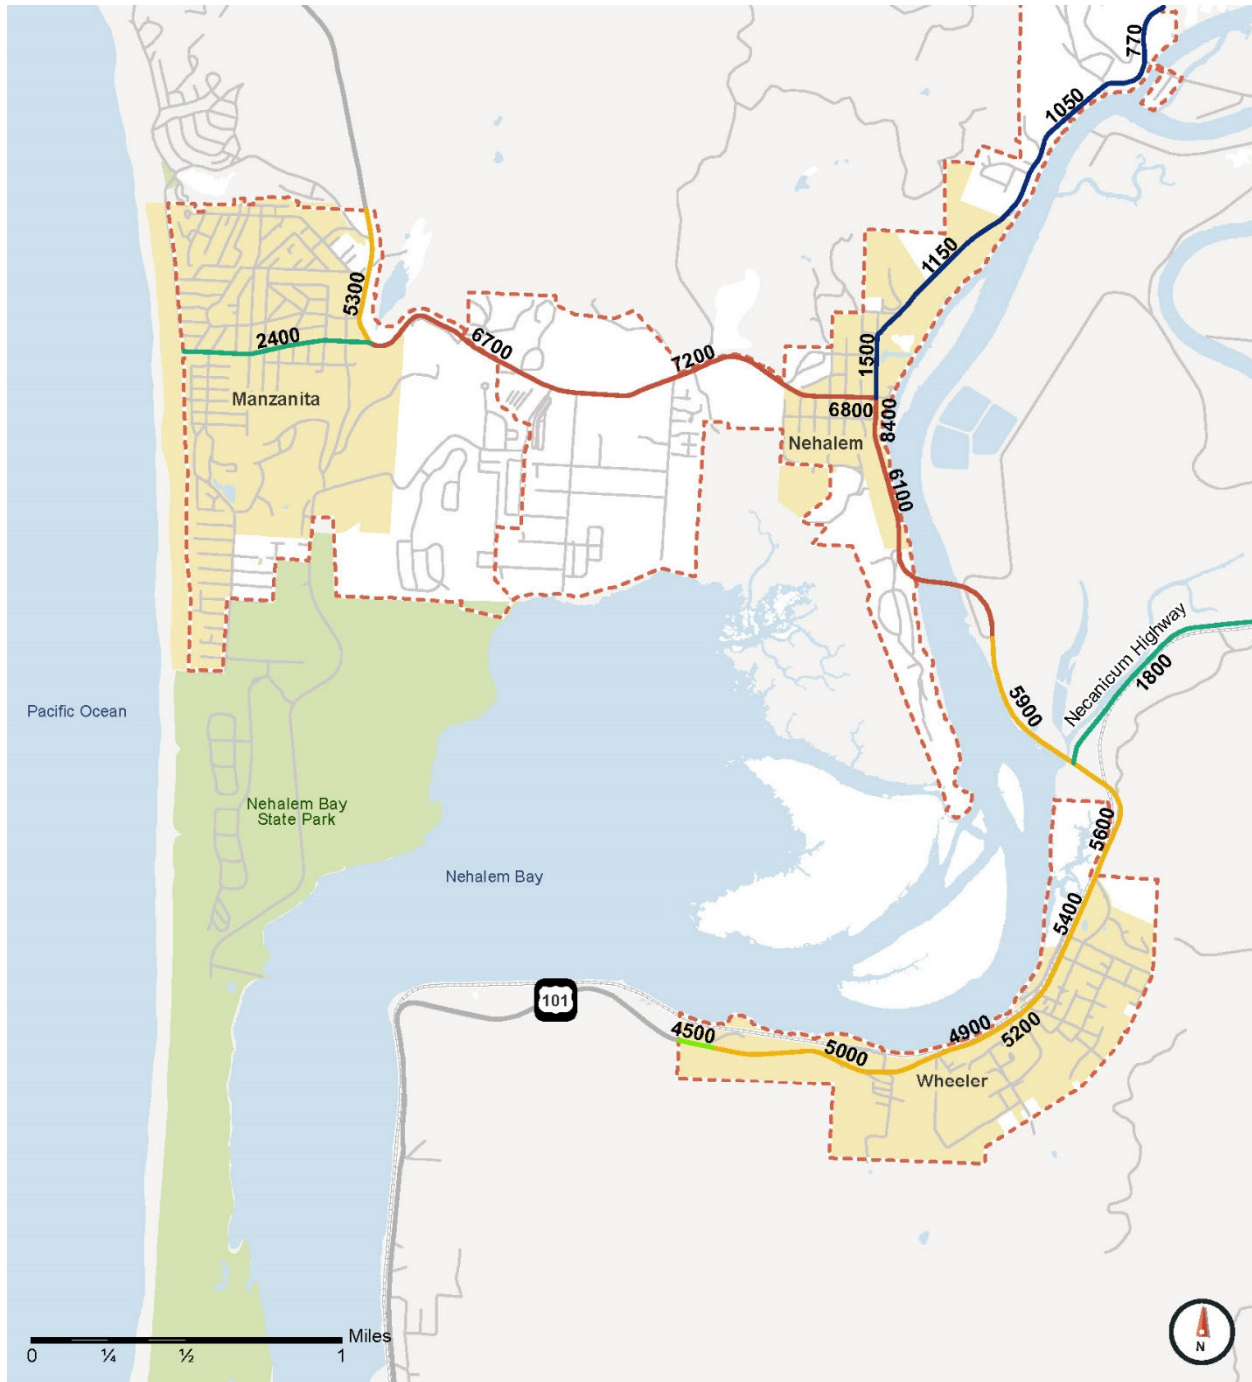 770
1050
1150
5300
2400
6700
7200
1500
6800
8400
Manzanita
Nehalem
6100
Necanicum Highway
1800
5900
Pacific Ocean
Nehalem Bay
State Park
5600
Nehalem Bay
5400
101
4500
5000
4900
5200
Wheeler
Miles
0 ¼ ½ 1
N